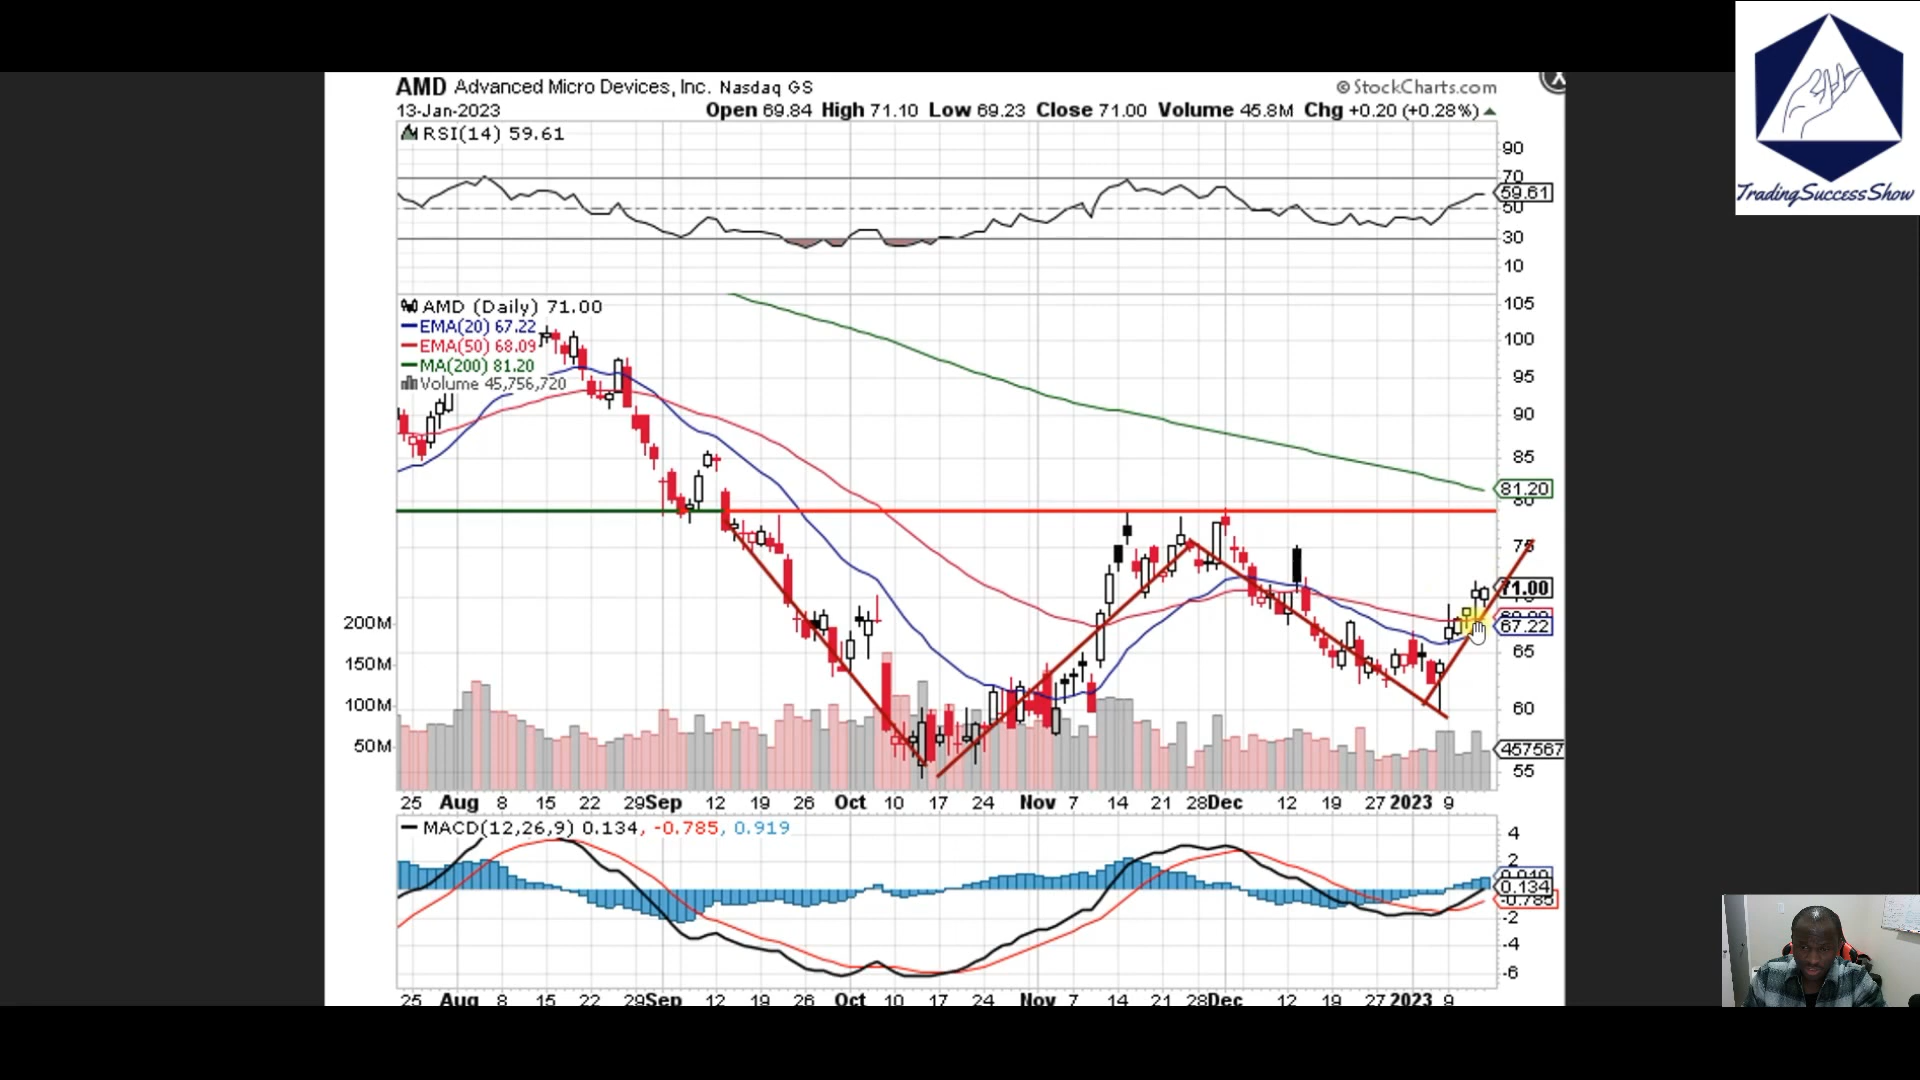 AMD Advanced Micro Devices, Inc. Nasdaq GS
© StockCharts.com
13-Jan-2023
Open 69.84 High 71.10 Low 69.23 Close 71.00 Volume 45.8M Chg +0.20 (+0.28%)
TradingSuccessShow
RSI(14) 59.61
90
70
59.61
50
30
10
AMD (Daily) 71.00
EMA(20) 67.22
EMA(50) 68.09
MA(200) 81.20
Volume 45,756,720
105
100
95
90
85
81.20
80
75
71.00
67.22
65
60
457567
55
200M
150M
100M
50M
25 Aug 8 15 22 29 Sep 12 19 26 Oct 10 17 24 Nov 7 14 21 28 Dec 12 19 27 2023 9
MACD(12,26,9) 0.134, -0.785, 0.919
4
2
0.134
-0.785
-2
-4
-6
25 Aug 8 15 22 29 Sep 12 19 26 Oct 10 17 24 Nov 7 14 21 28 Dec 12 19 27 2023 9